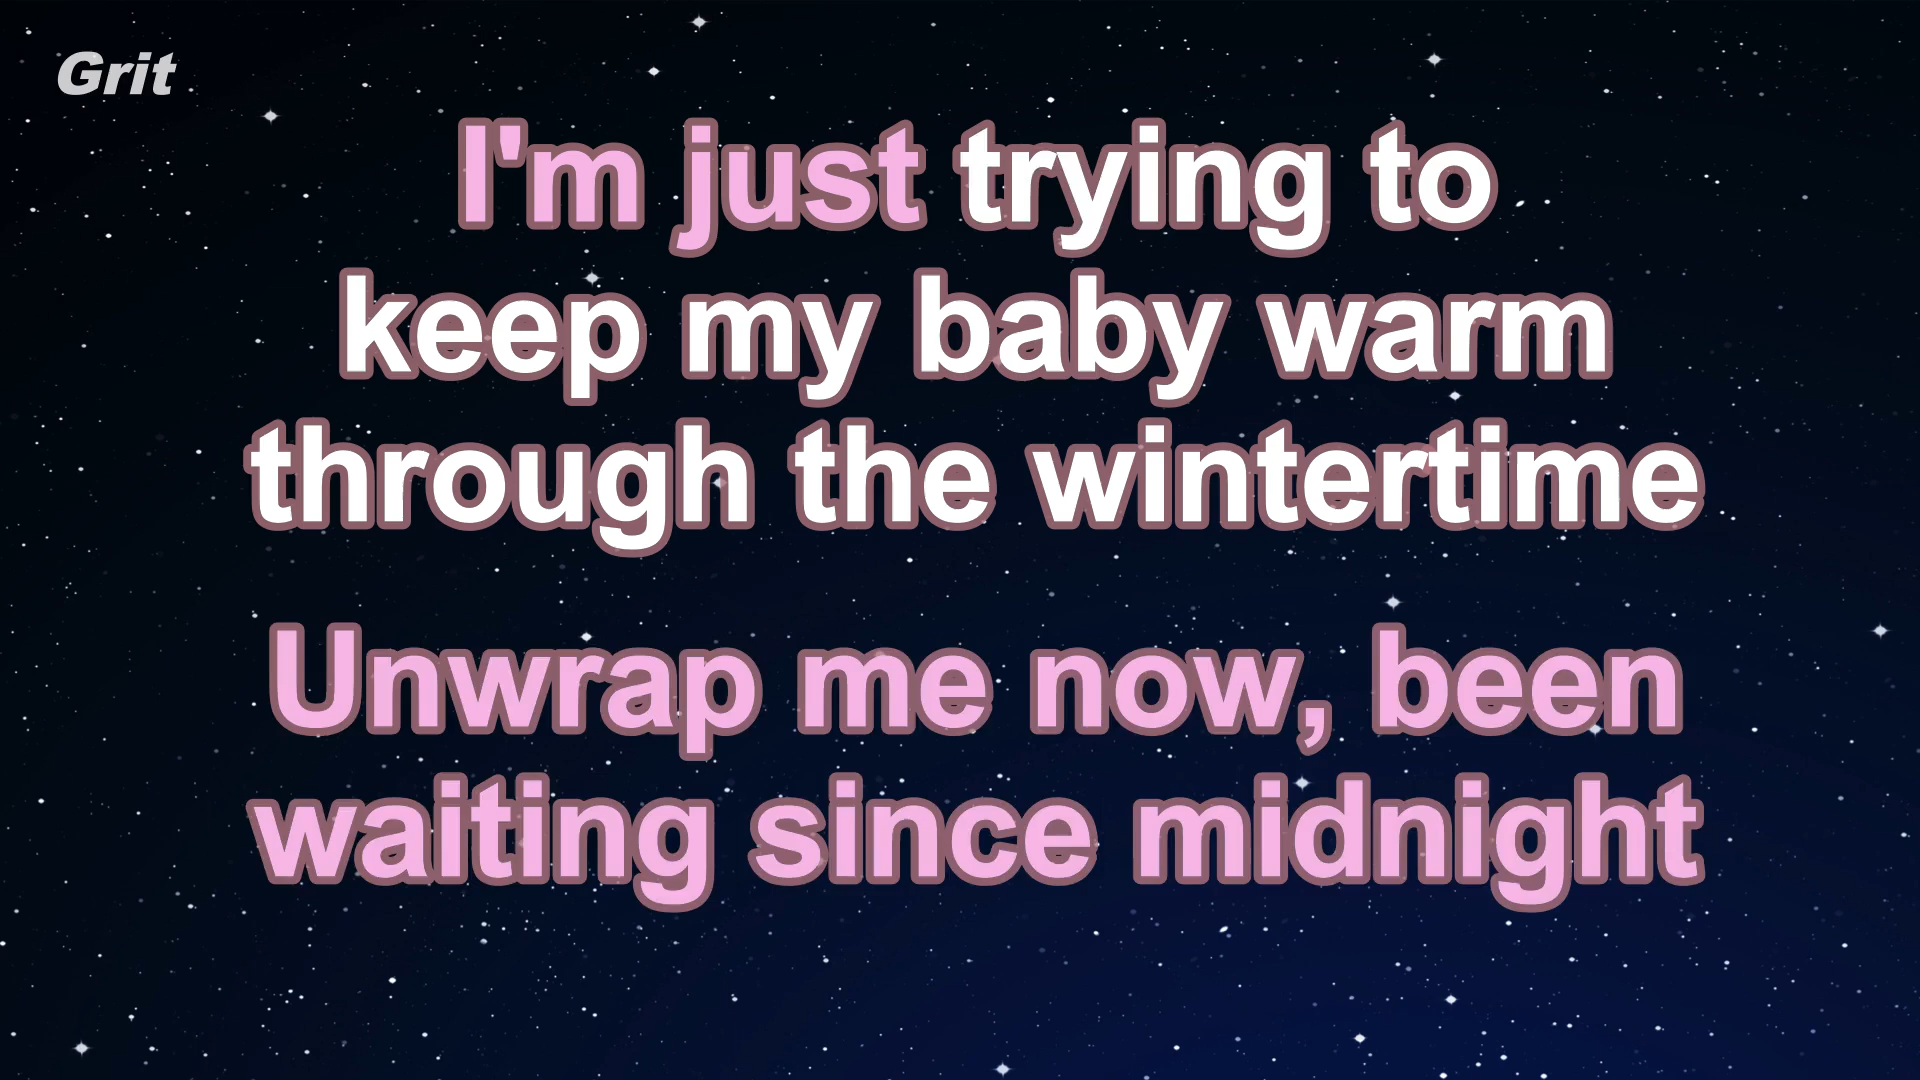 Grit
I'm just trying to
keep my baby warm
through the wintertime
Unwrap me now, been
waiting since midnight